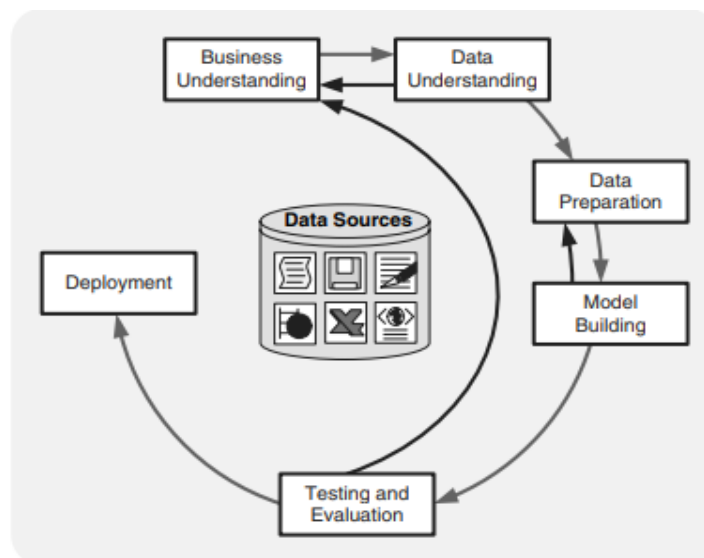 Business
Understanding
Data
Understanding
Data
Preparation
Data Sources
Deployment
Model
Building
Testing and
Evaluation